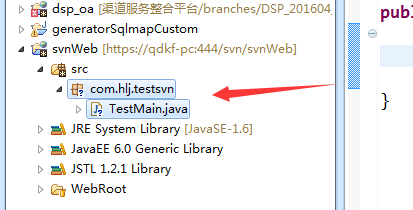 dsp_oa [渠道服务整合平台/branches/DSP_201604_
generatorSqlmapCustom
svnWeb [https://qdkf-pc:444/svn/svnWeb]
src
com.hlj.testsvn
TestMain.java
JRE System Library [JavaSE-1.6]
JavaEE 6.0 Generic Library
JSTL 1.2.1 Library
WebRoot
publ
}